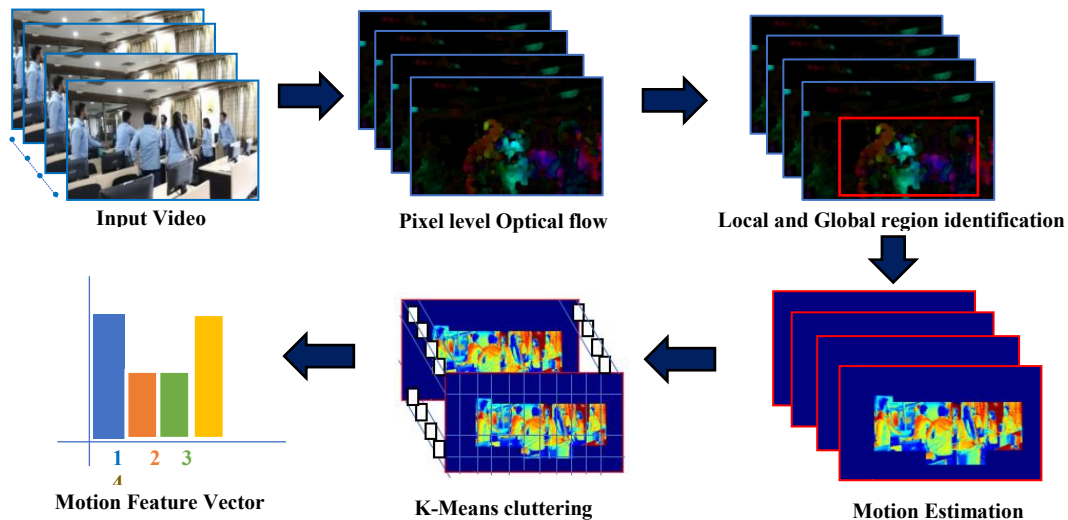 Input Video
Pixel level Optical flow
Local and Global region identification
1 2 3
4
Motion Feature Vector
K-Means cluttering
Motion Estimation